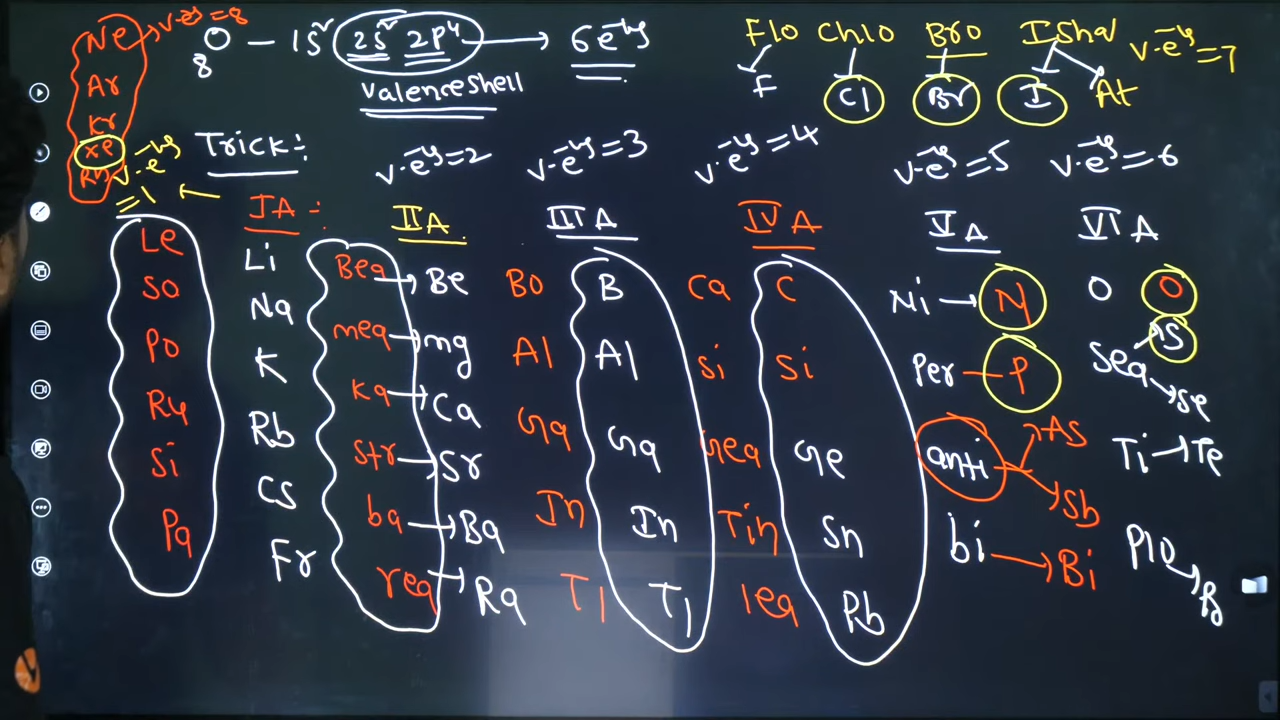 Ne → v.e⁻ˢ=8
Ar
Kr
Xe
Rn
₈O — 1s² 2s² 2p⁴ → 6e⁻ˢ
Valence Shell
Flo Chlo Bro IShal v.e⁻ˢ=7
F Cl Br I At
Trick:-
v.e⁻ˢ =1 ←
v.e⁻ˢ=2 v.e⁻ˢ=3 v.e⁻ˢ=4 v.e⁻ˢ=5 v.e⁻ˢ=6
IA:- IIA IIIA IVA VA VIA
Le Li Bea → Be Bo B Ca C Ni → N O O
So Na mea → mg Al Al Si Si Per — P Sea → S
Se
Po K Ka → Ca Ga Ga Gea Ge anti → As
Sb
Ru Rb Str → Sr In In Tin Sn bi → Bi Ti → Te
Si Cs ba → Ba Tl Tl lea Pb Plo →
Pa Fr rea → Ra